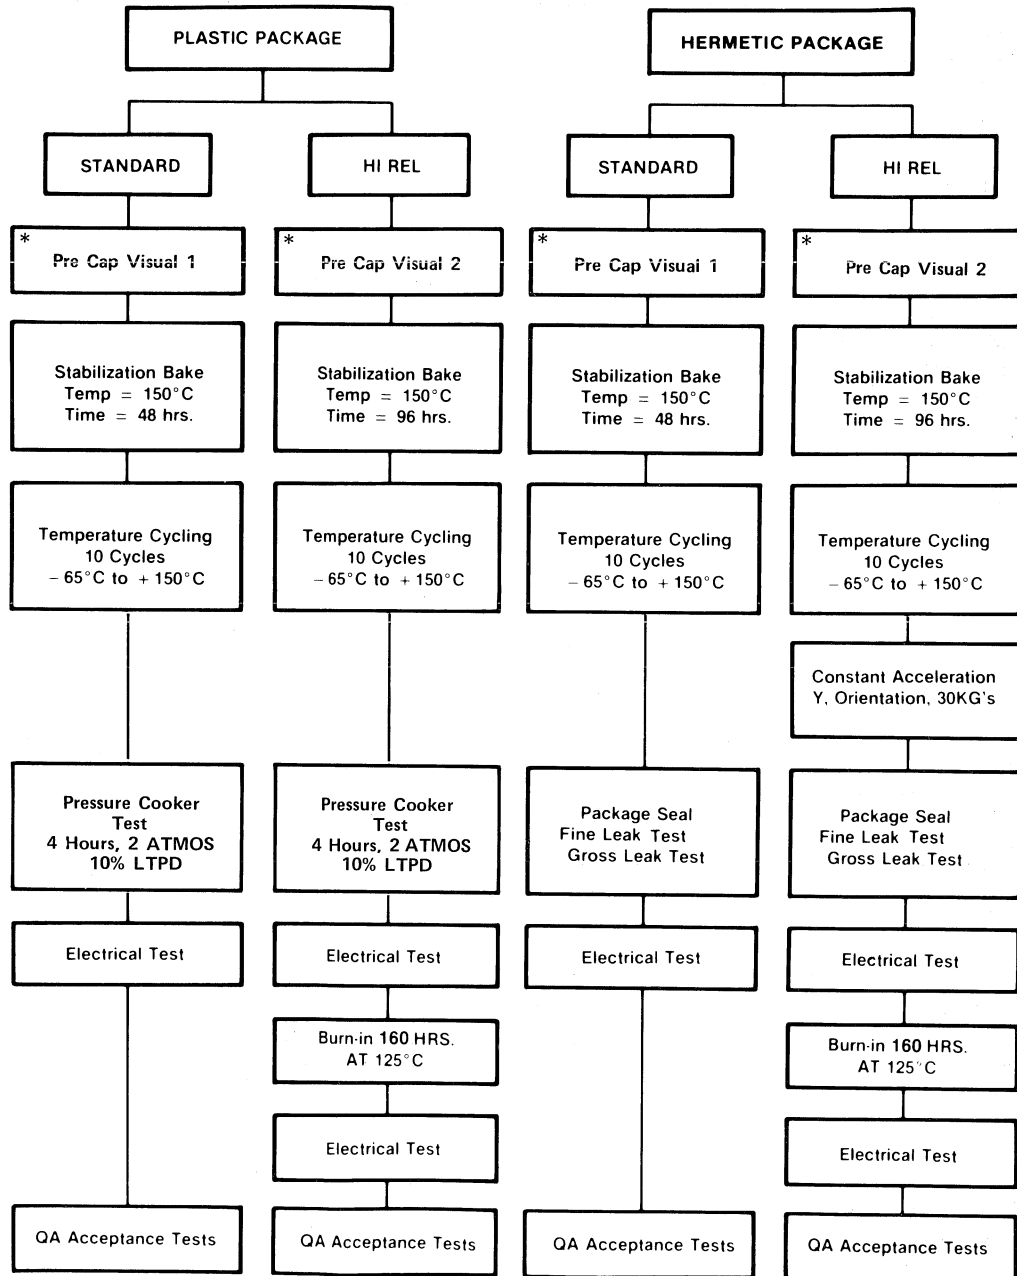 PLASTIC PACKAGE
HERMETIC PACKAGE
STANDARD
HI REL
STANDARD
HI REL
*
Pre Cap Visual 1
*
Pre Cap Visual 2
*
Pre Cap Visual 1
*
Pre Cap Visual 2
Stabilization Bake
Temp = 150°C
Time = 48 hrs.
Stabilization Bake
Temp = 150°C
Time = 96 hrs.
Stabilization Bake
Temp = 150°C
Time = 48 hrs.
Stabilization Bake
Temp = 150°C
Time = 96 hrs.
Temperature Cycling
10 Cycles
– 65°C to + 150°C
Temperature Cycling
10 Cycles
– 65°C to + 150°C
Temperature Cycling
10 Cycles
– 65°C to + 150°C
Temperature Cycling
10 Cycles
– 65°C to + 150°C
Constant Acceleration
Y, Orientation, 30KG's
Pressure Cooker
Test
4 Hours, 2 ATMOS
10% LTPD
Pressure Cooker
Test
4 Hours, 2 ATMOS
10% LTPD
Package Seal
Fine Leak Test
Gross Leak Test
Package Seal
Fine Leak Test
Gross Leak Test
Electrical Test
Electrical Test
Electrical Test
Electrical Test
Burn-in 160 HRS.
AT 125°C
Burn-in 160 HRS.
AT 125°C
Electrical Test
Electrical Test
QA Acceptance Tests
QA Acceptance Tests
QA Acceptance Tests
QA Acceptance Tests